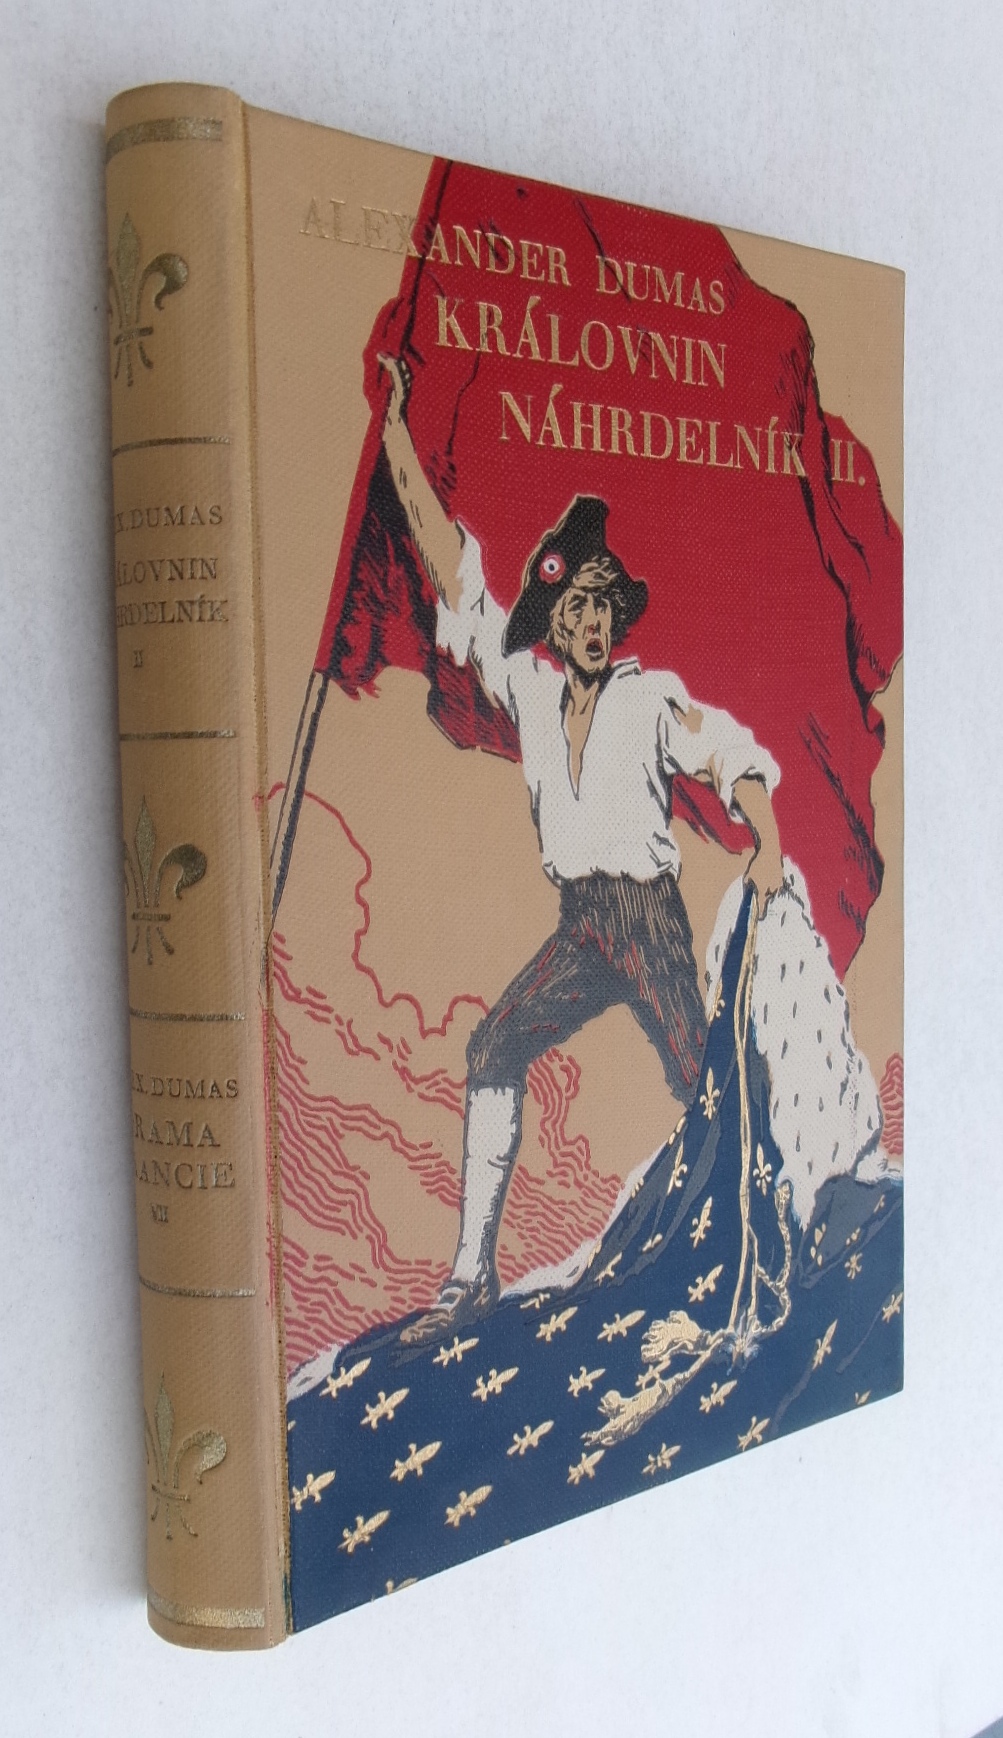 ALEXANDER DUMAS
KRÁLOVNIN
NÁHRDELNÍK II.
X. DUMAS
ÁLOVNIN
HRDELNÍK
II
X. DUMAS
RAMA
ANCIE
VII